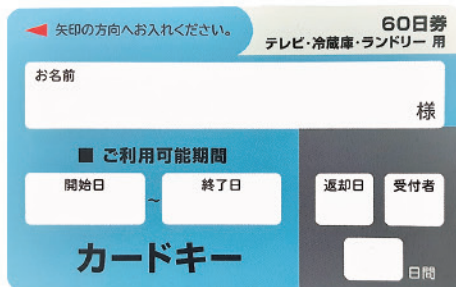 矢印の方向へお入れください。
60日券
テレビ・冷蔵庫・ランドリー 用
お名前
様
■ ご利用可能期間
開始日
~
終了日
返却日
受付者
カードキー
日間